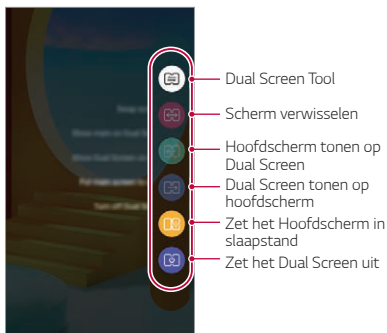 Dual Screen Tool
Scherm verwisselen
Hoofdscherm tonen op
Dual Screen
Dual Screen tonen op
hoofdscherm
Zet het Hoofdscherm in
slaapstand
Zet het Dual Screen uit